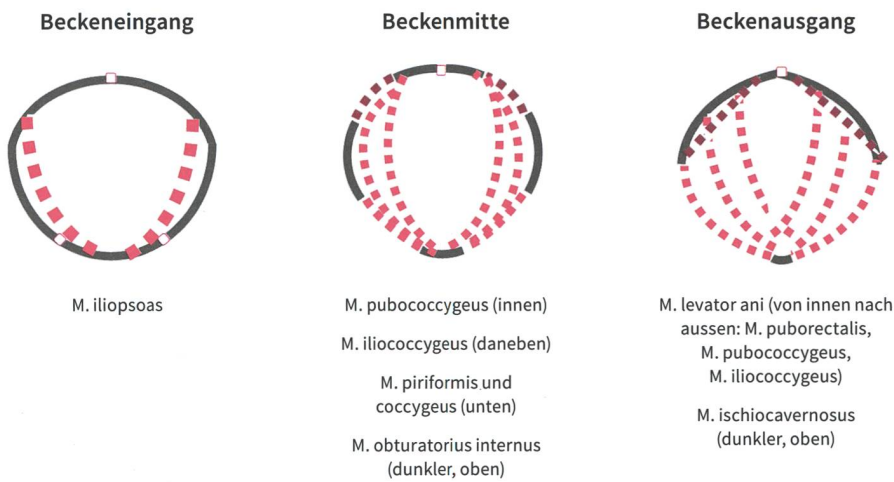 Beckeneingang
M. iliopsoas
Beckenmitte
M. pubococcygeus (innen)
M. iliococcygeus (daneben)
M. piriformis und
coccygeus (unten)
M. obturatorius internus
(dunkler, oben)
Beckenausgang
M. levator ani (von innen nach
aussen: M. puborectalis,
M. pubococcygeus,
M. iliococcygeus)
M. ischiocavernosus
(dunkler, oben)